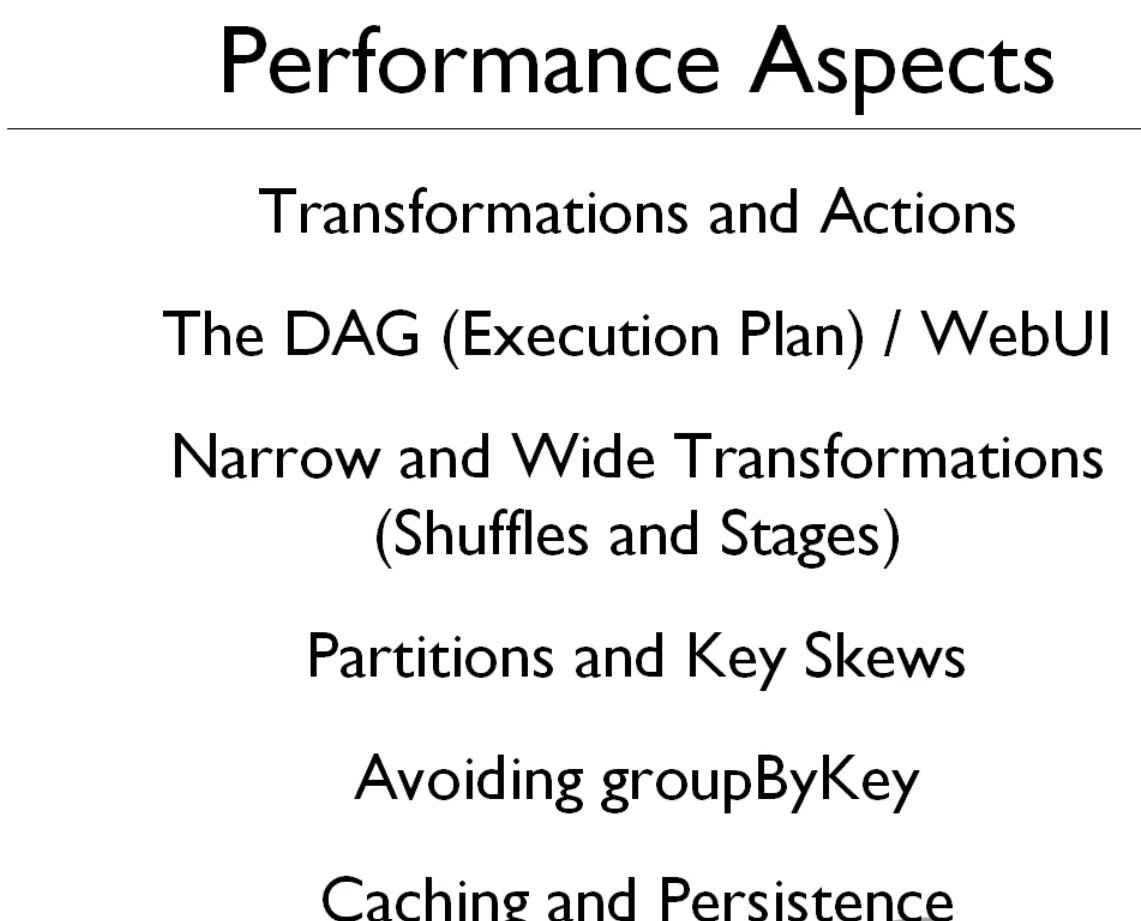 Performance Aspects
Transformations and Actions
The DAG (Execution Plan) / WebUI
Narrow and Wide Transformations
(Shuffles and Stages)
Partitions and Key Skews
Avoiding groupByKey
Caching and Persistence